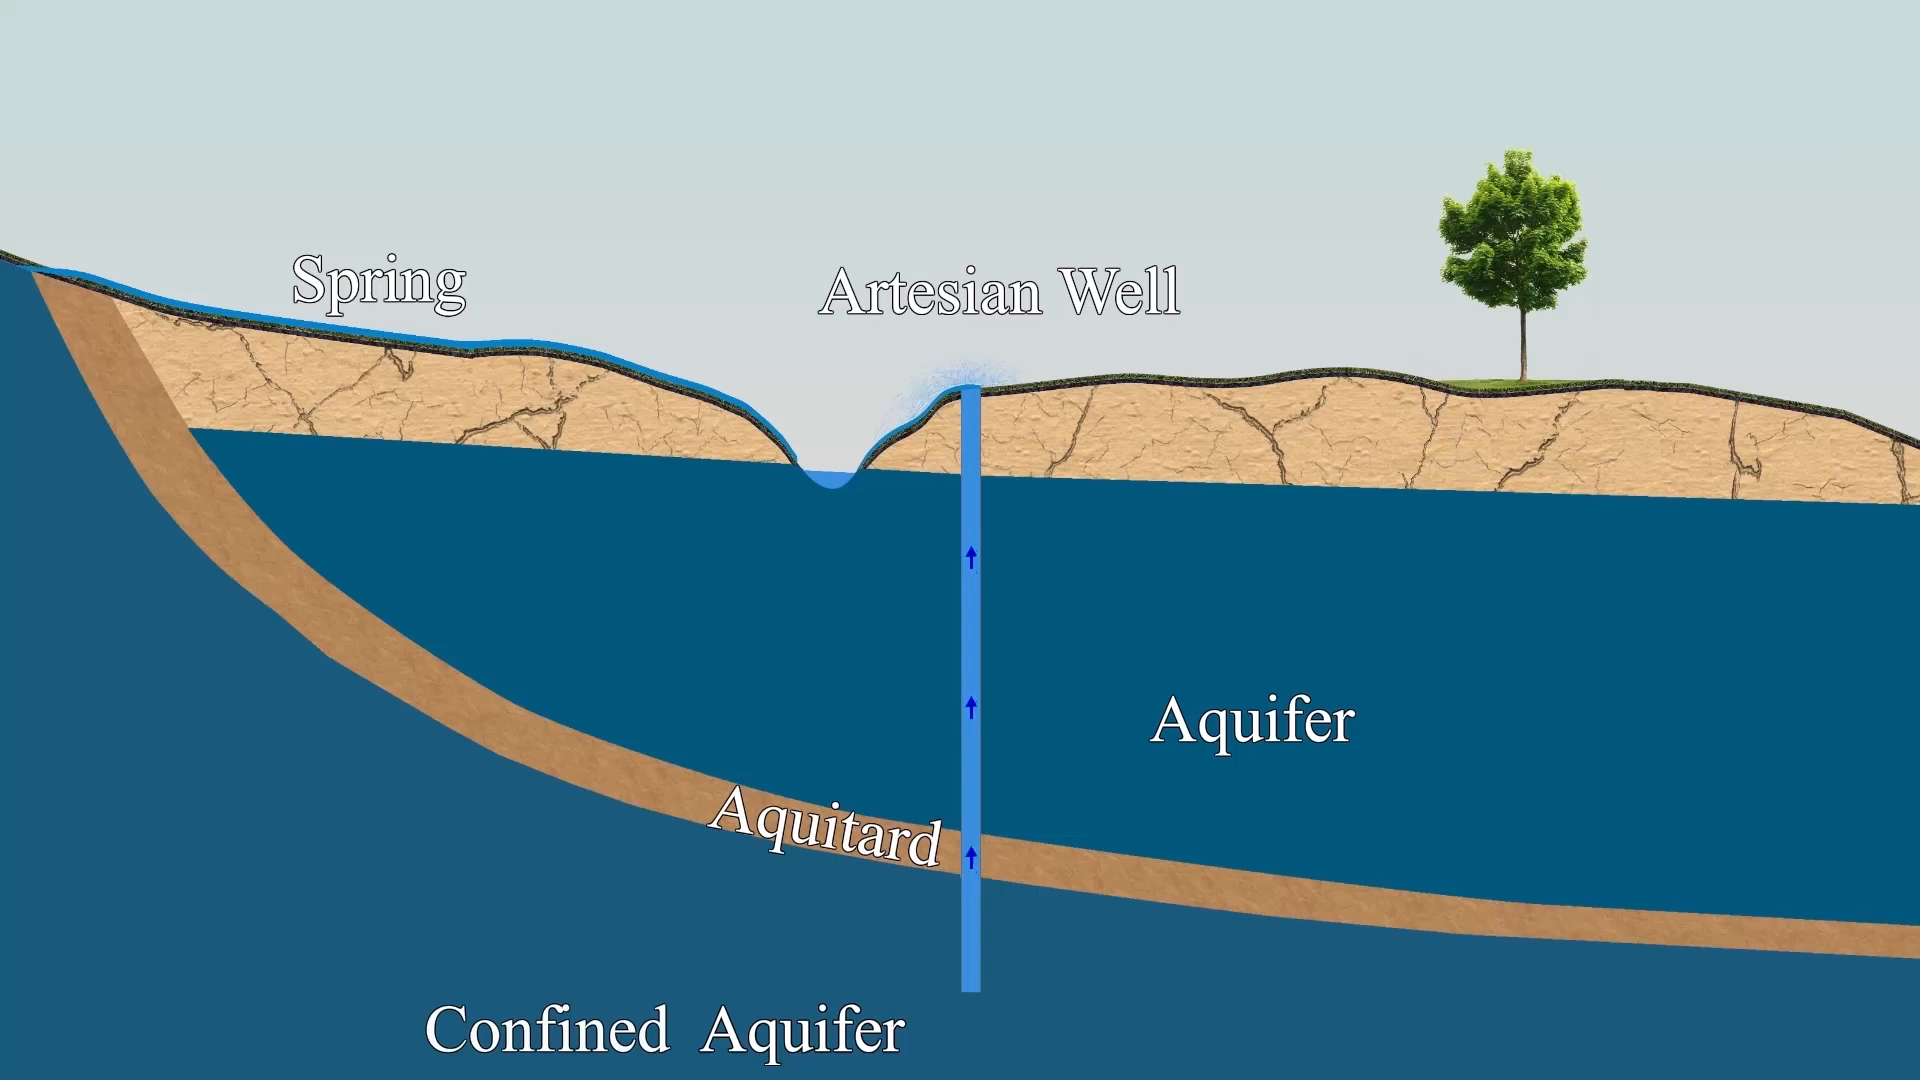 Spring
Artesian Well
Aquifer
Aquitard
Confined Aquifer